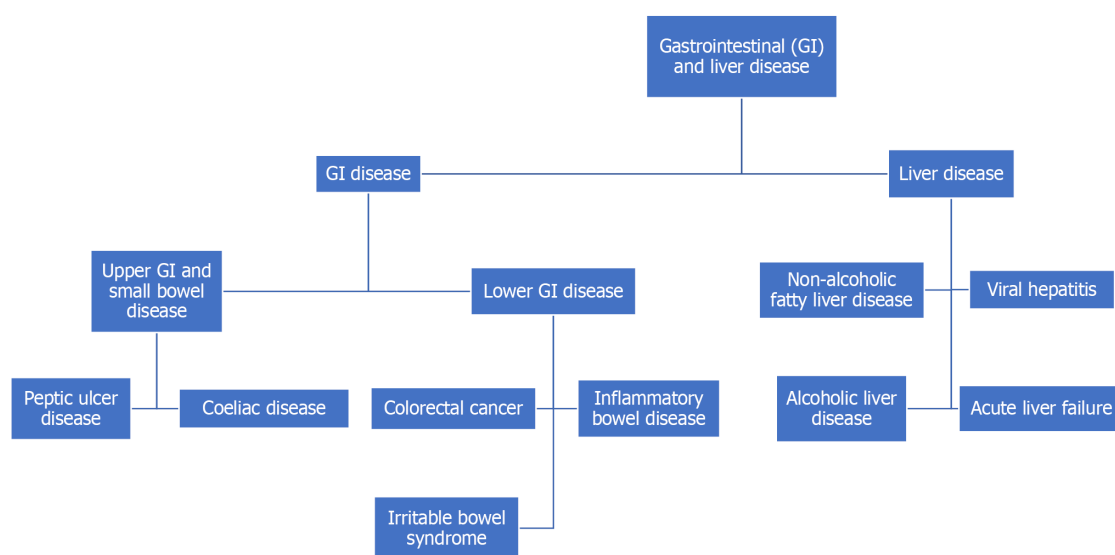 Gastrointestinal (GI)
and liver disease
GI disease
Liver disease
Upper GI and
small bowel
disease
Lower GI disease
Non-alcoholic
fatty liver disease
Viral hepatitis
Peptic ulcer
disease
Coeliac disease
Colorectal cancer
Inflammatory
bowel disease
Alcoholic liver
disease
Acute liver failure
Irritable bowel
syndrome